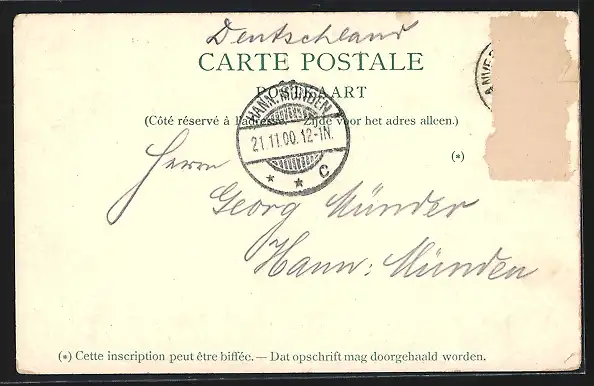 Deutschland
CARTE POSTALE
POSTKAART
(Côté réservé à l'adresse. — Zijde voor het adres alleen.)
HANN. MÜNDEN
21.11.00.12-1N.
* * C
ANVE
(*)
Herrn
Georg Münder
Hann: Münden
(*) Cette inscription peut être biffée. — Dat opschrift mag doorgehaald worden.